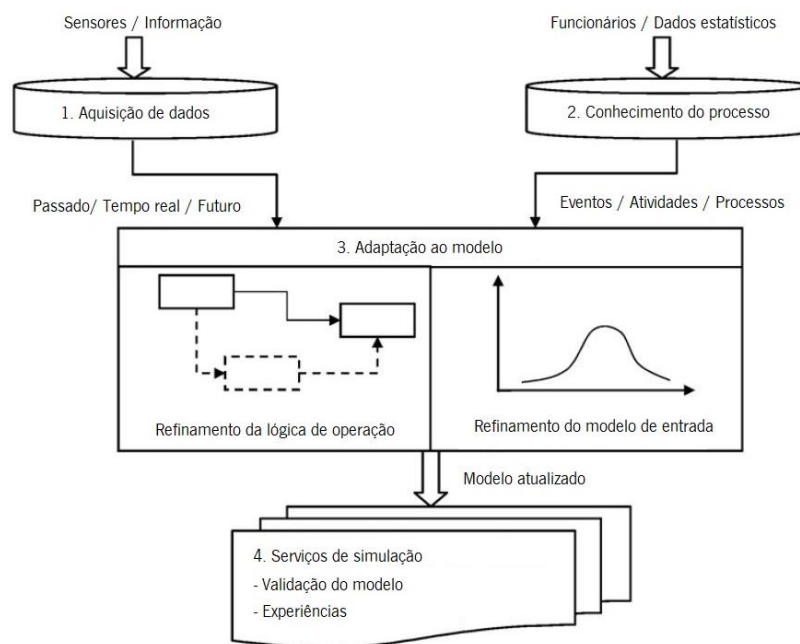 Sensores / Informação
Funcionários / Dados estatísticos
1. Aquisição de dados
2. Conhecimento do processo
Passado/ Tempo real / Futuro
Eventos / Atividades / Processos
3. Adaptação ao modelo
Refinamento da lógica de operação
Refinamento do modelo de entrada
Modelo atualizado
4. Serviços de simulação
- Validação do modelo
- Experiências